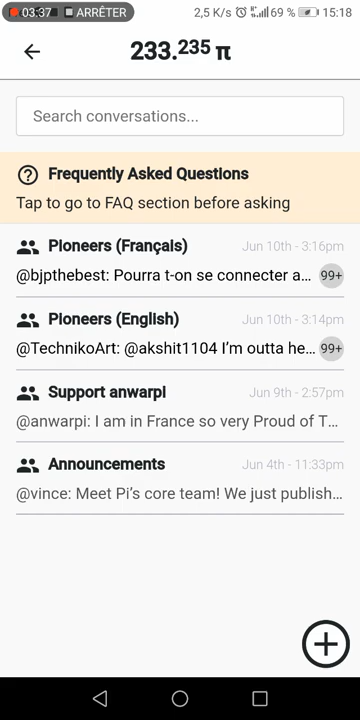 03:37 ARRÊTER 2,5 K/s 69 % 15:18
233.235 π
Search conversations...
Frequently Asked Questions
Tap to go to FAQ section before asking
Pioneers (Français) Jun 10th - 3:16pm
@bjpthebest: Pourra t-on se connecter a... 99+
Pioneers (English) Jun 10th - 3:14pm
@TechnikoArt: @akshit1104 I'm outta he... 99+
Support anwarpi Jun 9th - 2:57pm
@anwarpi: I am in France so very Proud of T...
Announcements Jun 4th - 11:33pm
@vince: Meet Pi's core team! We just publish...